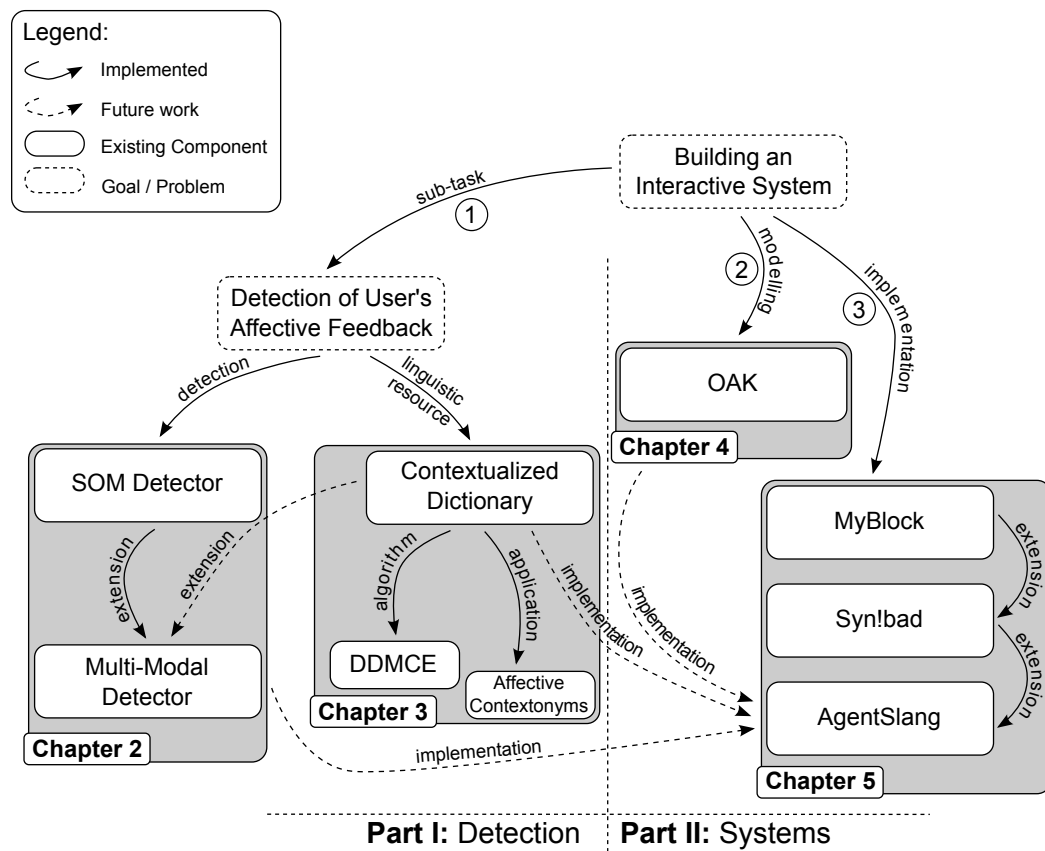 Legend:
Implemented
Future work
Existing Component
Goal / Problem
Building an
Interactive System
sub-task
1
2
modelling
3
implementation
Detection of User's
Affective Feedback
detection
linguistic
resource
OAK
Chapter 4
SOM Detector
extension
extension
Multi-Modal
Detector
Chapter 2
Contextualized
Dictionary
algorithm
application
DDMCE
Affective
Contextonyms
Chapter 3
implementation
implementation
implementation
MyBlock
extension
Syn!bad
extension
AgentSlang
Chapter 5
Part I: Detection
Part II: Systems